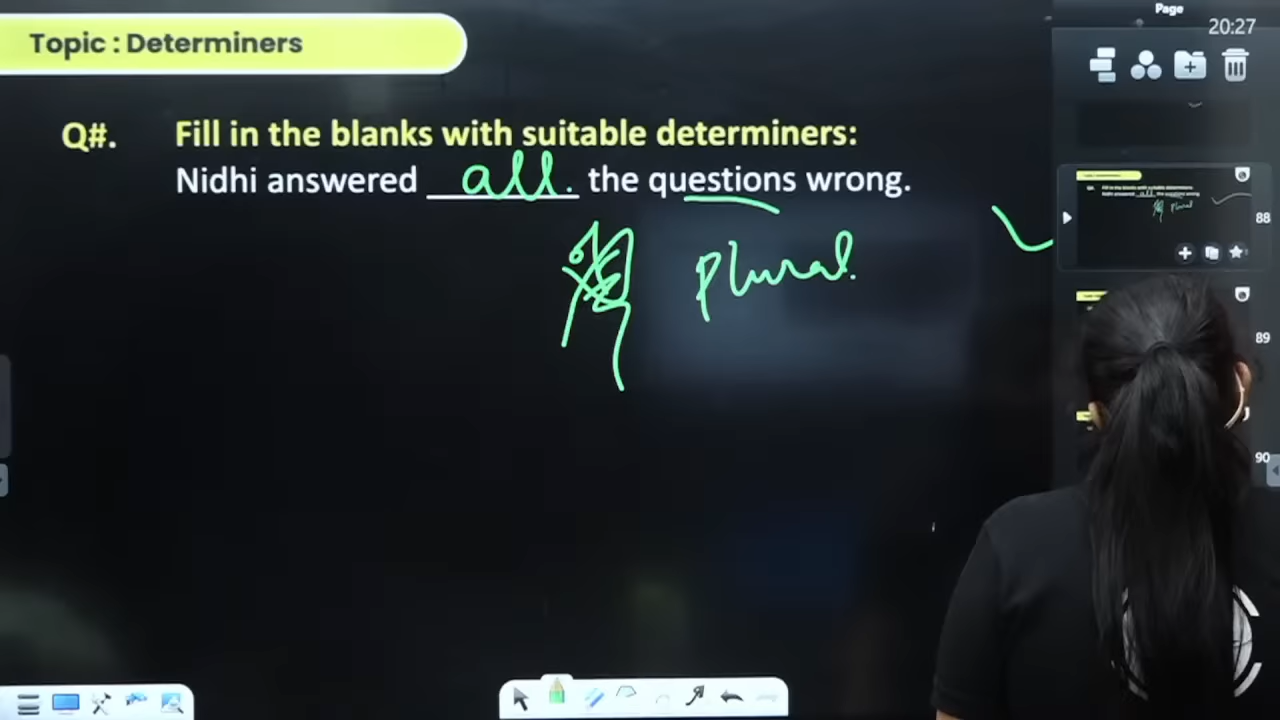 Page
20:27
Topic : Determiners
Q#. Fill in the blanks with suitable determiners:
Nidhi answered all. the questions wrong.
Plural.
88
89
90